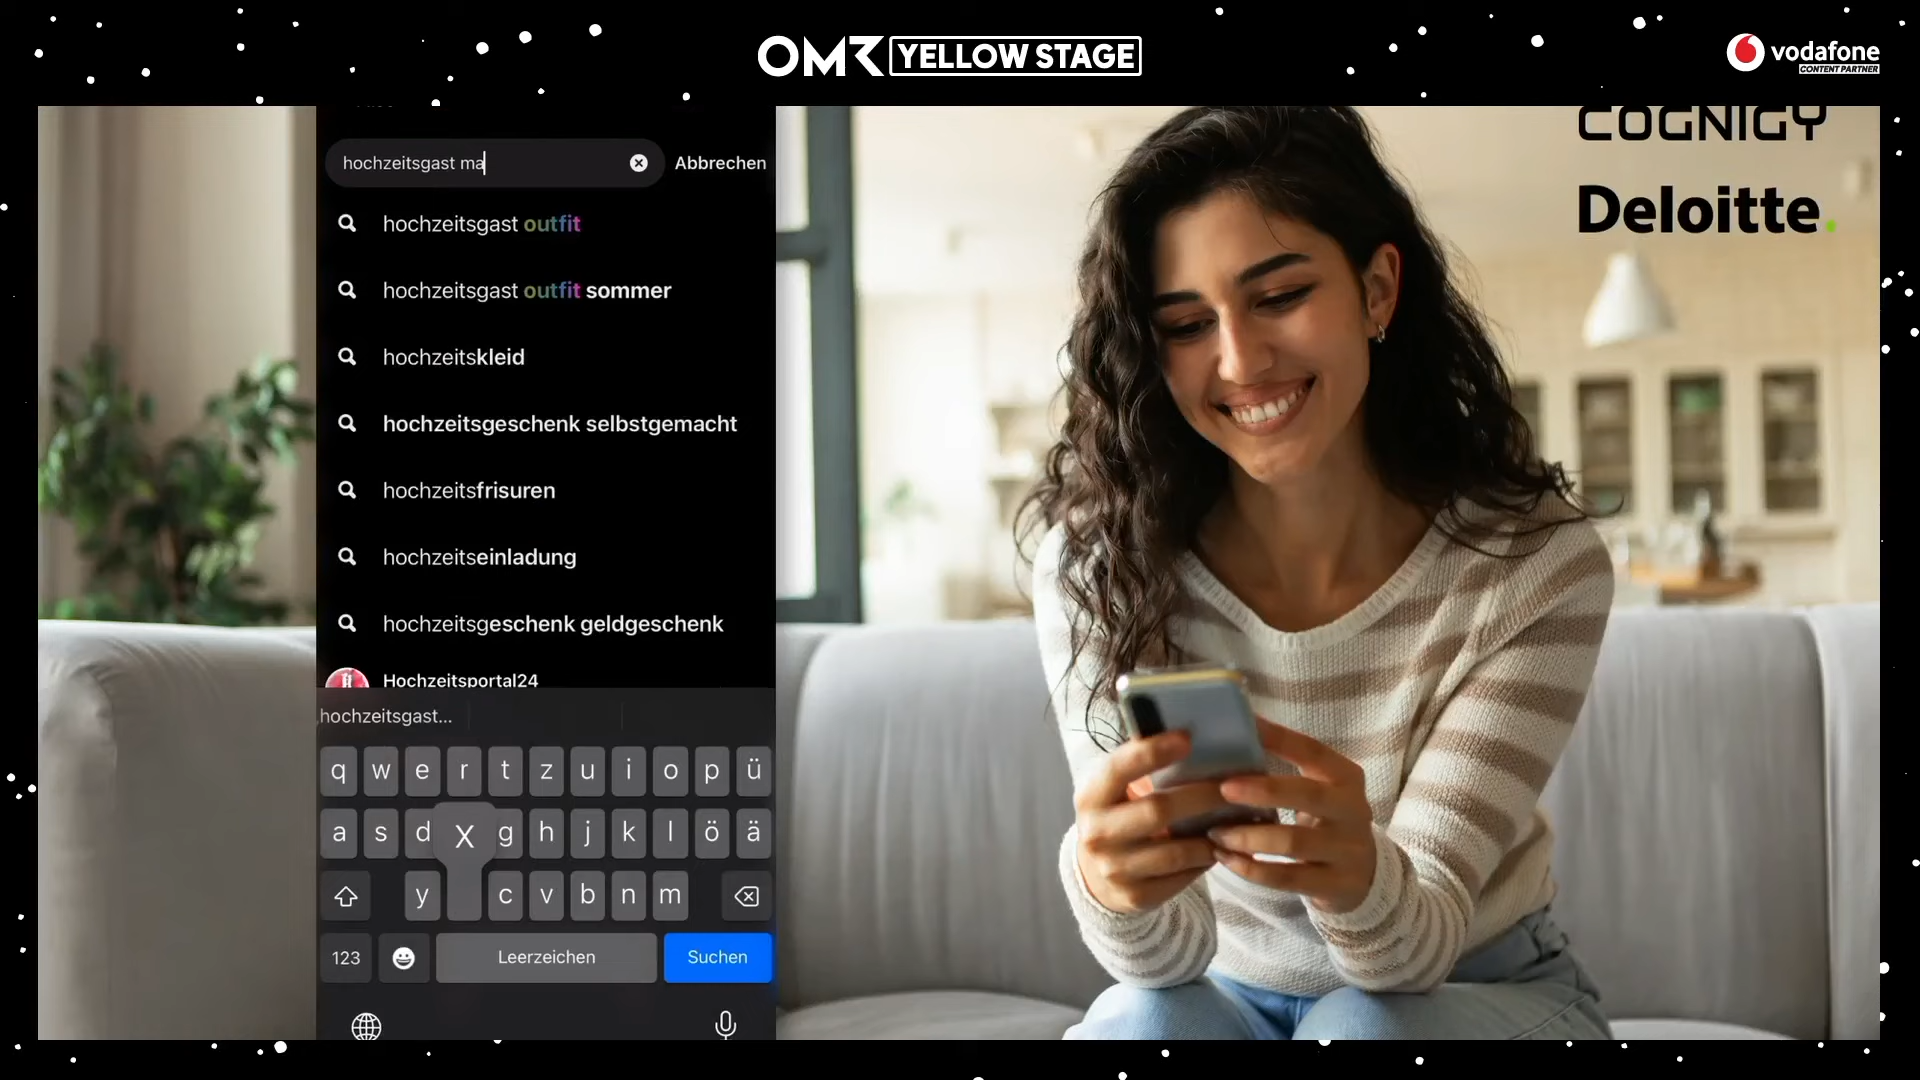 OMR YELLOW STAGE
vodafone
CONTENT PARTNER
COGNIGY
Deloitte.
hochzeitsgast ma
Abbrechen
hochzeitsgast outfit
hochzeitsgast outfit sommer
hochzeitskleid
hochzeitsgeschenk selbstgemacht
hochzeitsfrisuren
hochzeitseinladung
hochzeitsgeschenk geldgeschenk
Hochzeitsportal24
hochzeitsgast...
q w e r t z u i o p ü
a s d X g h j k l ö ä
y c v b n m
123 Leerzeichen Suchen